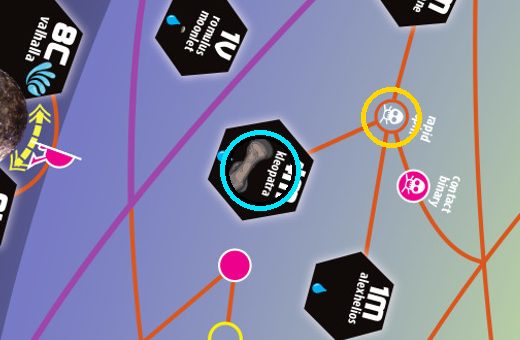 8C
valhalla
1V
romulus
moonlet
kleopatra
rapid
contact
binary
1m
alexhelios